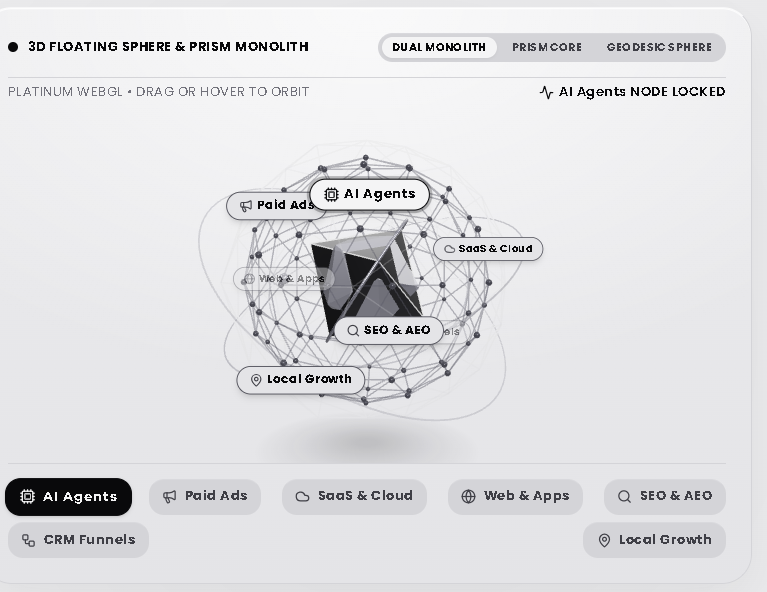 3D FLOATING SPHERE & PRISM MONOLITH
DUAL MONOLITH PRISM CORE GEODESIC SPHERE
PLATINUM WEBGL • DRAG OR HOVER TO ORBIT
AI Agents NODE LOCKED
AI Agents
Paid Ads
SaaS & Cloud
Web & Apps
SEO & AEO
Local Growth
AI Agents Paid Ads SaaS & Cloud Web & Apps SEO & AEO
CRM Funnels Local Growth